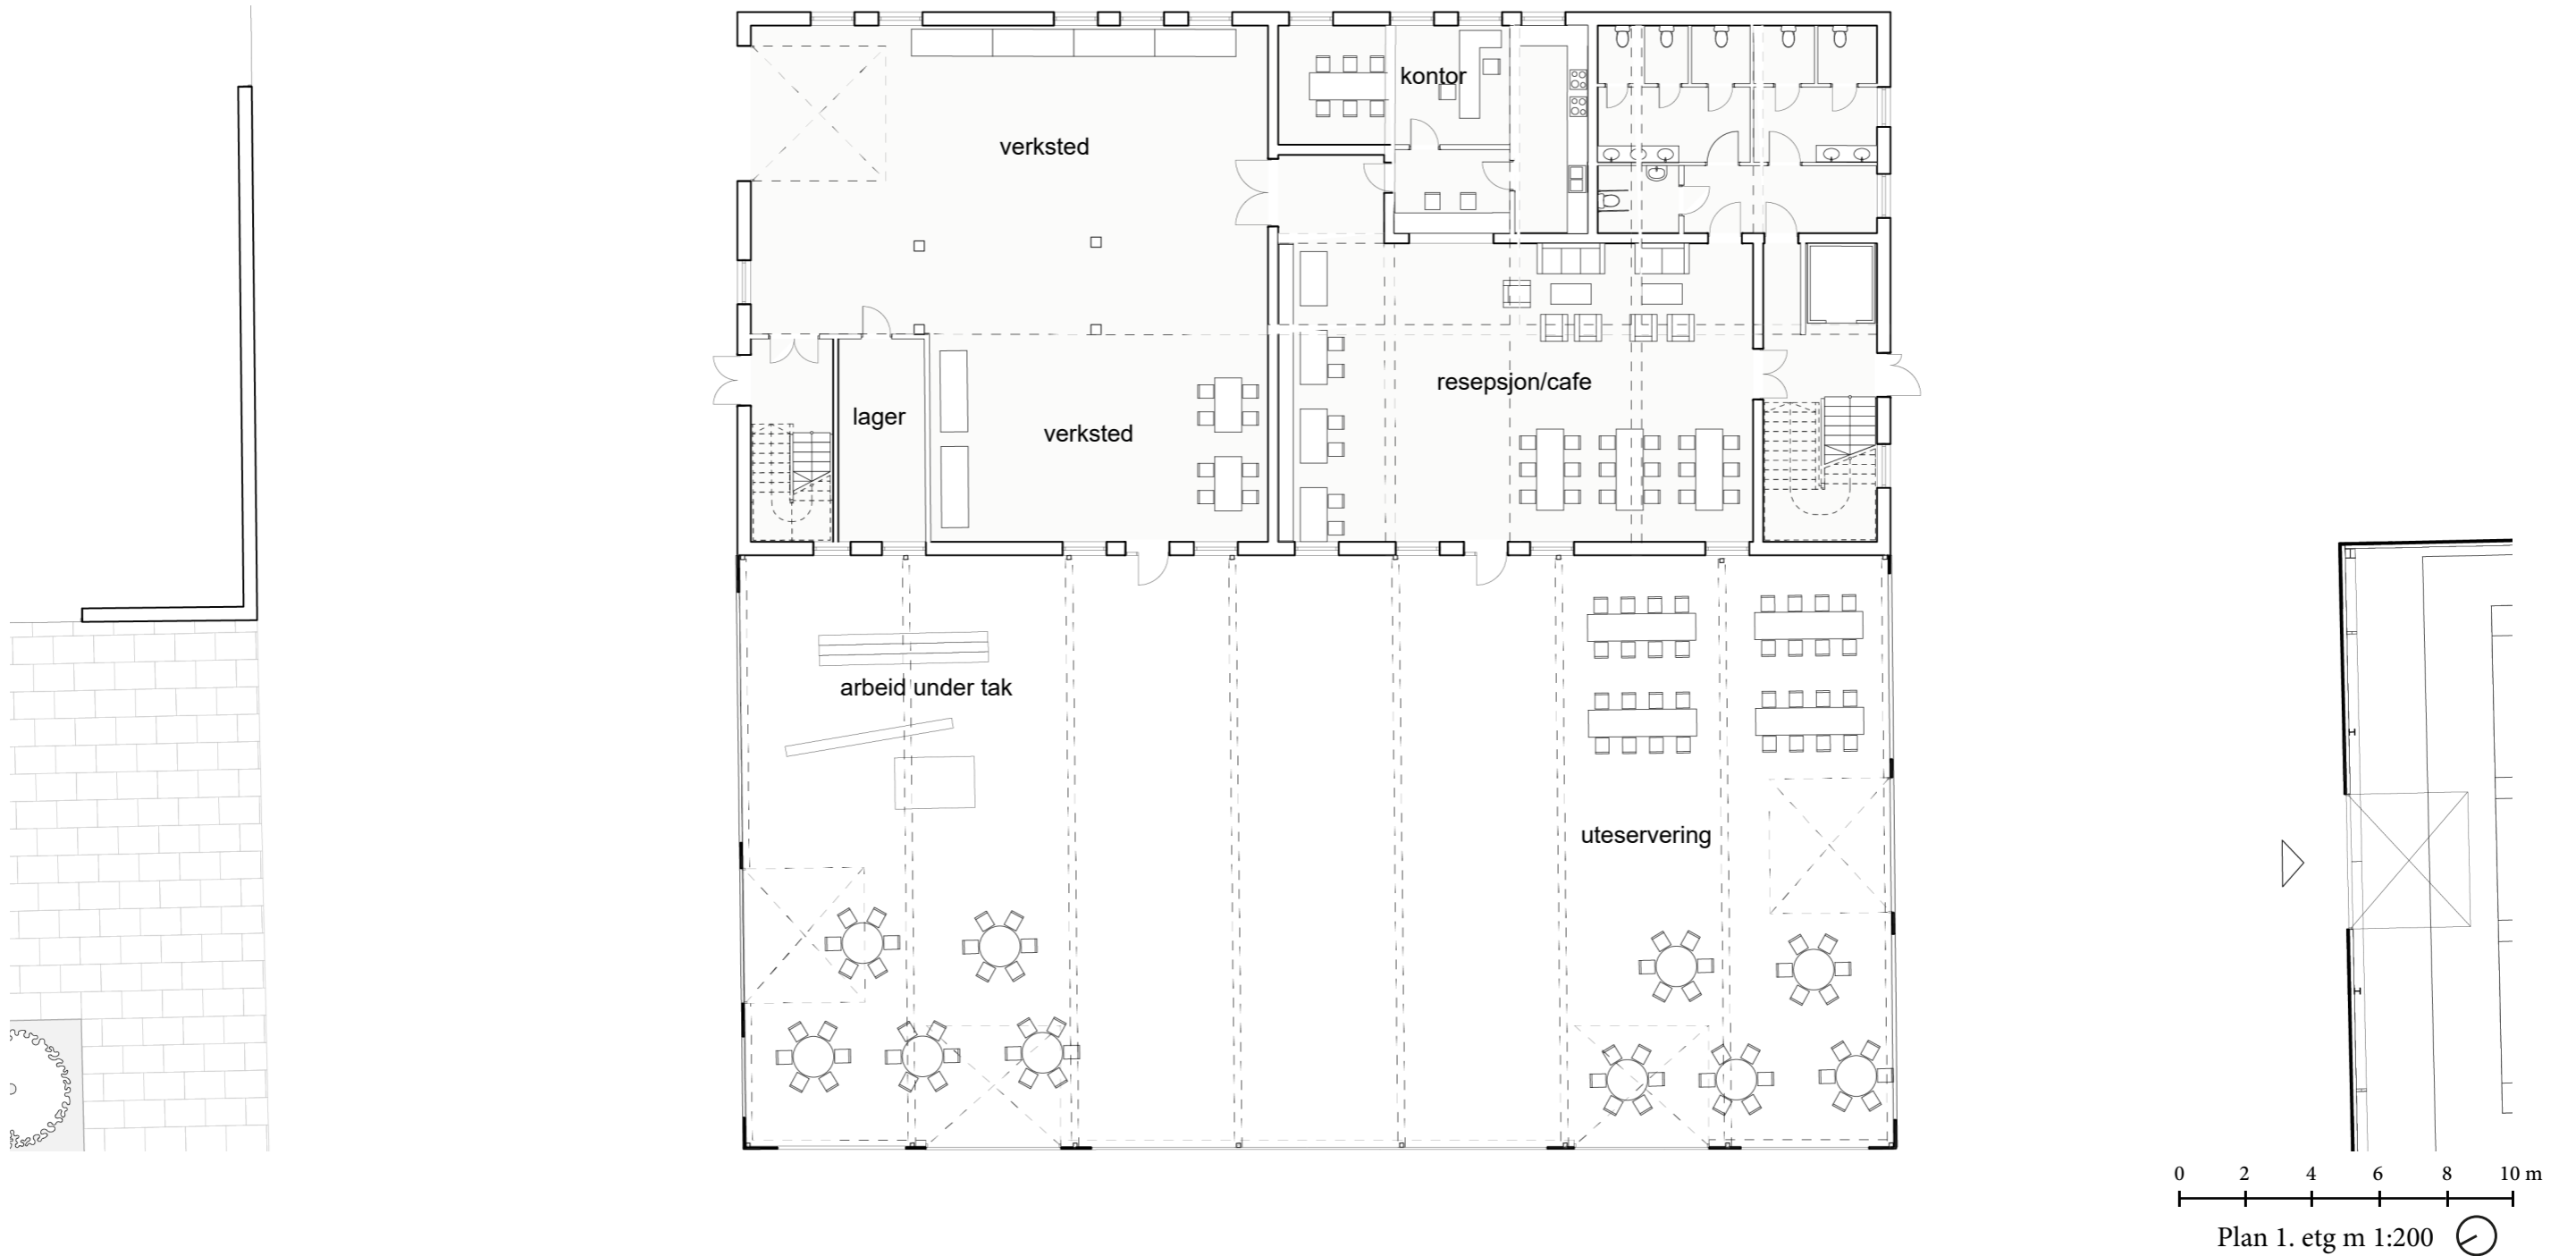 kontor
verksted
resepsjon/cafe
lager
verksted
arbeid under tak
uteservering
0 2 4 6 8 10 m
Plan 1. etg m 1:200